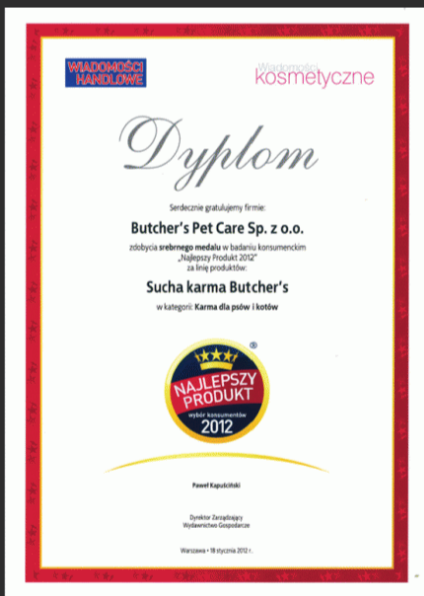 WIADOMOŚCI
HANDLOWE
Wiadomości
kosmetyczne
Dyplom
Serdecznie gratulujemy firmie:
Butcher's Pet Care Sp. z o.o.
zdobycia srebrnego medalu w badaniu konsumenckim
„Najlepszy Produkt 2012”
za linię produktów:
Sucha karma Butcher's
w kategorii: Karma dla psów i kotów
®
NAJLEPSZY
PRODUKT
wybór konsumentów
2012
Paweł Kapuściński
Dyrektor Zarządzający
Wydawnictwo Gospodarcze
Warszawa • 18 stycznia 2012 r.